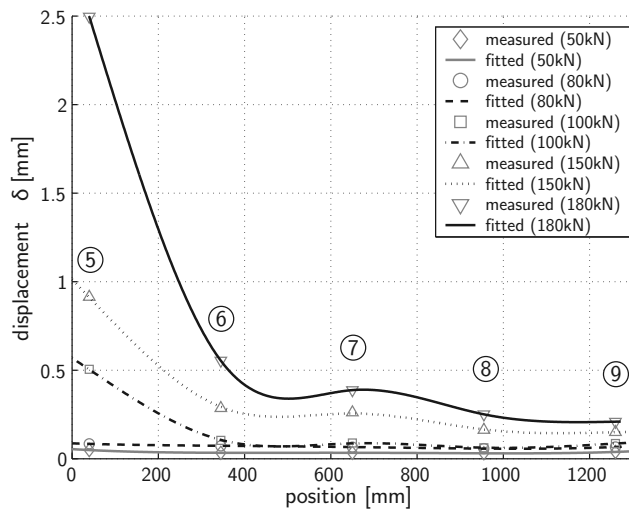 2.5
2
1.5
1
0.5
0
displacement δ [mm]
measured (50kN)
fitted (50kN)
measured (80kN)
fitted (80kN)
measured (100kN)
fitted (100kN)
measured (150kN)
fitted (150kN)
measured (180kN)
fitted (180kN)
5
6
7
8
9
0 200 400 600 800 1000 1200
position [mm]